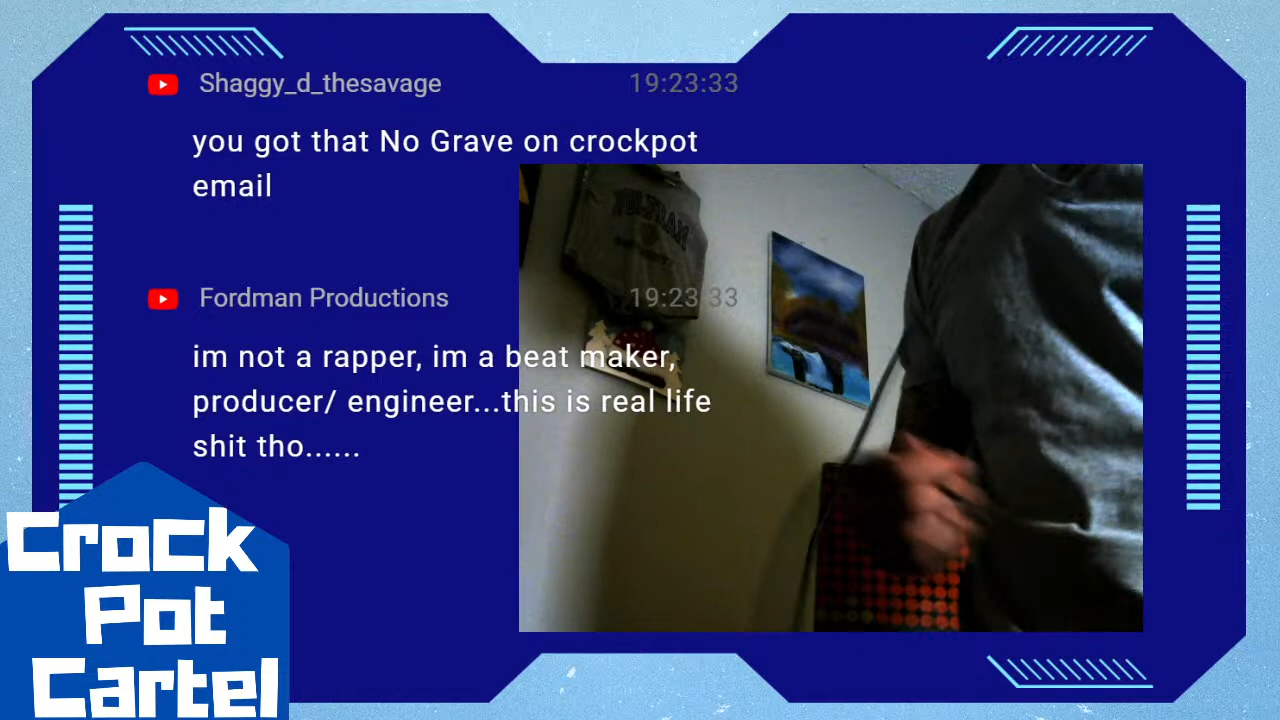 Shaggy_d_thesavage 19:23:33
you got that No Grave on crockpot
email
Fordman Productions 19:23:33
im not a rapper, im a beat maker,
producer/ engineer...this is real life
shit tho......
Crock
Pot
Cartel